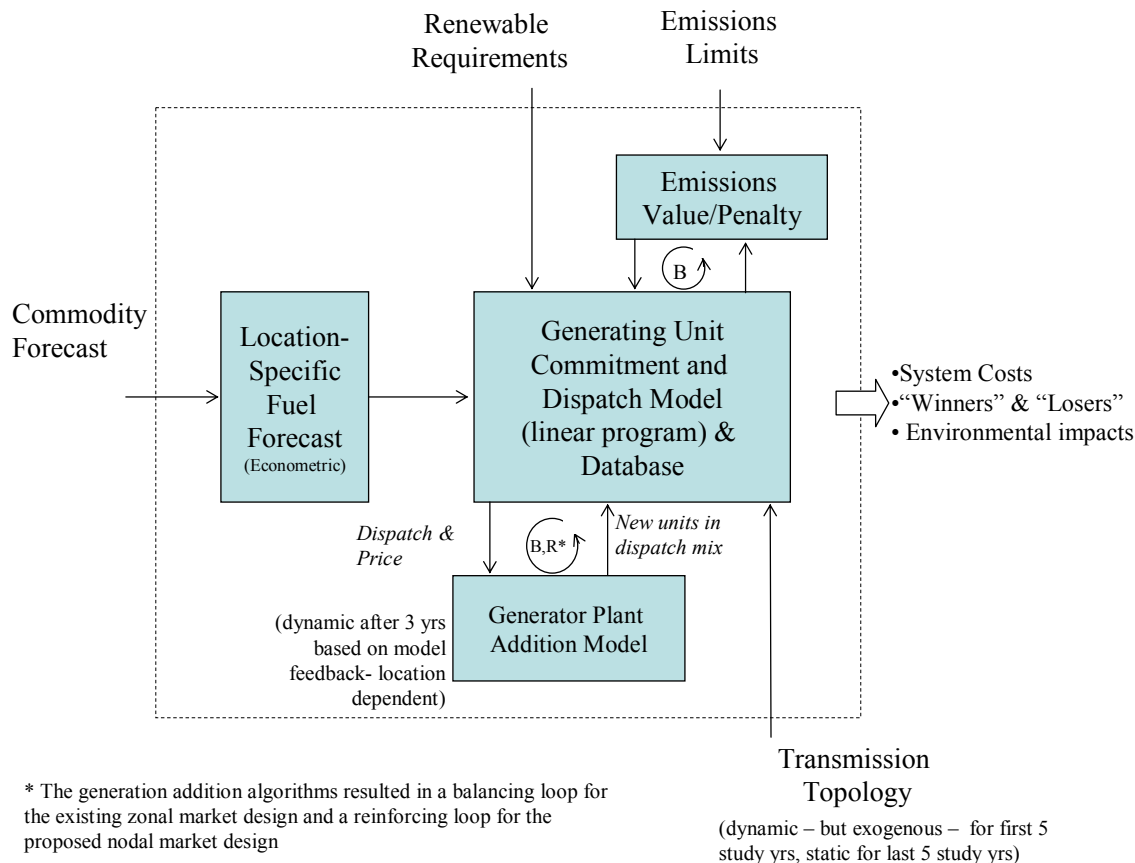 Renewable
Requirements
Emissions
Limits
Emissions
Value/Penalty
B
Commodity
Forecast
Location-
Specific
Fuel
Forecast
(Econometric)
Generating Unit
Commitment and
Dispatch Model
(linear program) &
Database
•System Costs
•“Winners” & “Losers”
• Environmental impacts
Dispatch &
Price
B,R*
New units in
dispatch mix
(dynamic after 3 yrs
based on model
feedback- location
dependent)
Generator Plant
Addition Model
Transmission
Topology
(dynamic – but exogenous – for first 5
study yrs, static for last 5 study yrs)
* The generation addition algorithms resulted in a balancing loop for
the existing zonal market design and a reinforcing loop for the
proposed nodal market design